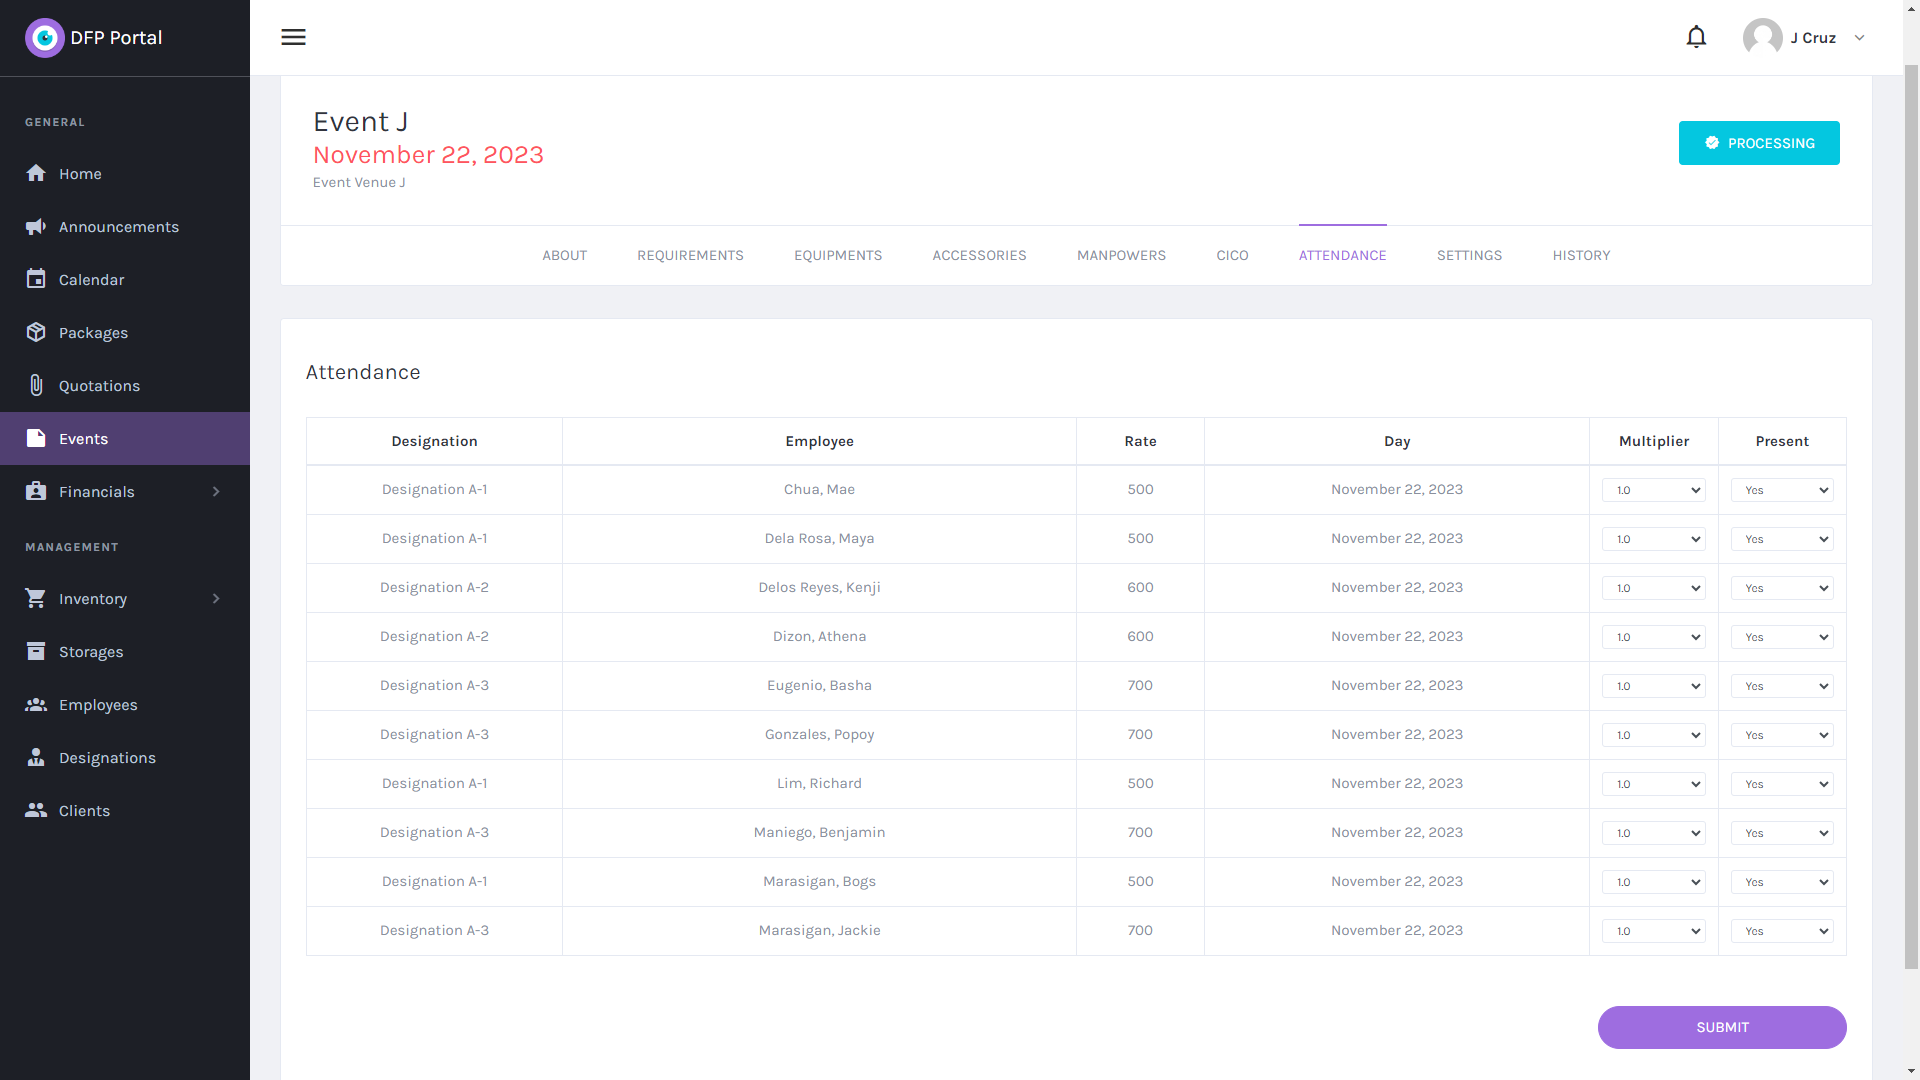 DFP Portal
J Cruz
GENERAL
Home
Announcements
Calendar
Packages
Quotations
Events
Financials
MANAGEMENT
Inventory
Storages
Employees
Designations
Clients
Event J
November 22, 2023
Event Venue J
PROCESSING
ABOUT REQUIREMENTS EQUIPMENTS ACCESSORIES MANPOWERS CICO ATTENDANCE SETTINGS HISTORY
Attendance
Designation Employee Rate Day Multiplier Present
Designation A-1 Chua, Mae 500 November 22, 2023 1.0 Yes
Designation A-1 Dela Rosa, Maya 500 November 22, 2023 1.0 Yes
Designation A-2 Delos Reyes, Kenji 600 November 22, 2023 1.0 Yes
Designation A-2 Dizon, Athena 600 November 22, 2023 1.0 Yes
Designation A-3 Eugenio, Basha 700 November 22, 2023 1.0 Yes
Designation A-3 Gonzales, Popoy 700 November 22, 2023 1.0 Yes
Designation A-1 Lim, Richard 500 November 22, 2023 1.0 Yes
Designation A-3 Maniego, Benjamin 700 November 22, 2023 1.0 Yes
Designation A-1 Marasigan, Bogs 500 November 22, 2023 1.0 Yes
Designation A-3 Marasigan, Jackie 700 November 22, 2023 1.0 Yes
SUBMIT